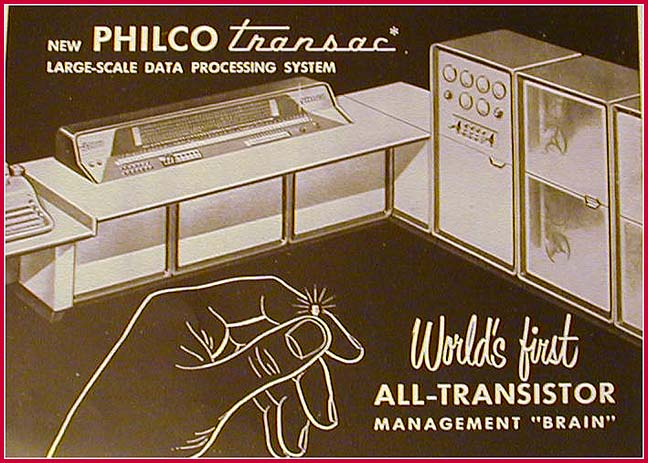 NEW PHILCO transac*
LARGE-SCALE DATA PROCESSING SYSTEM
World's first
ALL-TRANSISTOR
MANAGEMENT "BRAIN"